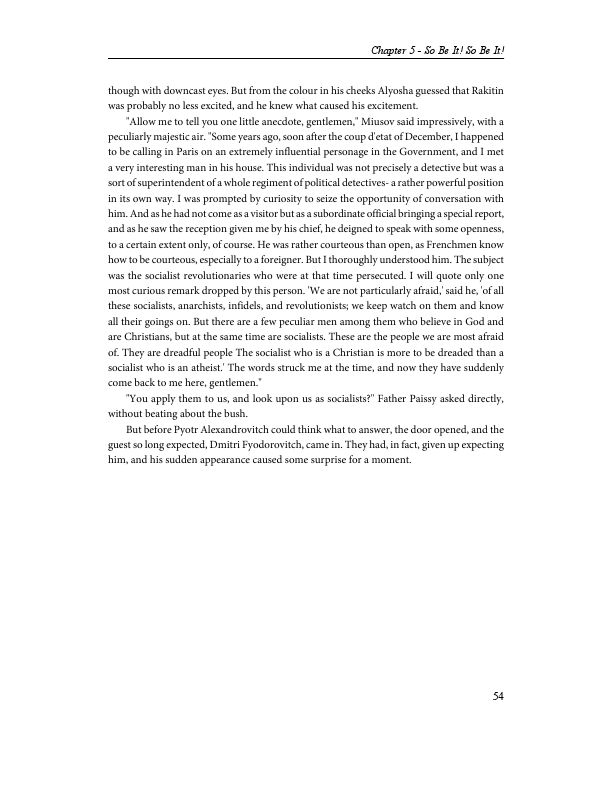 Chapter 5 - So Be It! So Be It!
though with downcast eyes. But from the colour in his cheeks Alyosha guessed that Rakitin
was probably no less excited, and he knew what caused his excitement.
"Allow me to tell you one little anecdote, gentlemen," Miusov said impressively, with a
peculiarly majestic air. "Some years ago, soon after the coup d'etat of December, I happened
to be calling in Paris on an extremely influential personage in the Government, and I met
a very interesting man in his house. This individual was not precisely a detective but was a
sort of superintendent of a whole regiment of political detectives- a rather powerful position
in its own way. I was prompted by curiosity to seize the opportunity of conversation with
him. And as he had not come as a visitor but as a subordinate official bringing a special report,
and as he saw the reception given me by his chief, he deigned to speak with some openness,
to a certain extent only, of course. He was rather courteous than open, as Frenchmen know
how to be courteous, especially to a foreigner. But I thoroughly understood him. The subject
was the socialist revolutionaries who were at that time persecuted. I will quote only one
most curious remark dropped by this person. 'We are not particularly afraid,' said he, 'of all
these socialists, anarchists, infidels, and revolutionists; we keep watch on them and know
all their goings on. But there are a few peculiar men among them who believe in God and
are Christians, but at the same time are socialists. These are the people we are most afraid
of. They are dreadful people The socialist who is a Christian is more to be dreaded than a
socialist who is an atheist.' The words struck me at the time, and now they have suddenly
come back to me here, gentlemen."
"You apply them to us, and look upon us as socialists?" Father Paissy asked directly,
without beating about the bush.
But before Pyotr Alexandrovitch could think what to answer, the door opened, and the
guest so long expected, Dmitri Fyodorovitch, came in. They had, in fact, given up expecting
him, and his sudden appearance caused some surprise for a moment.
54